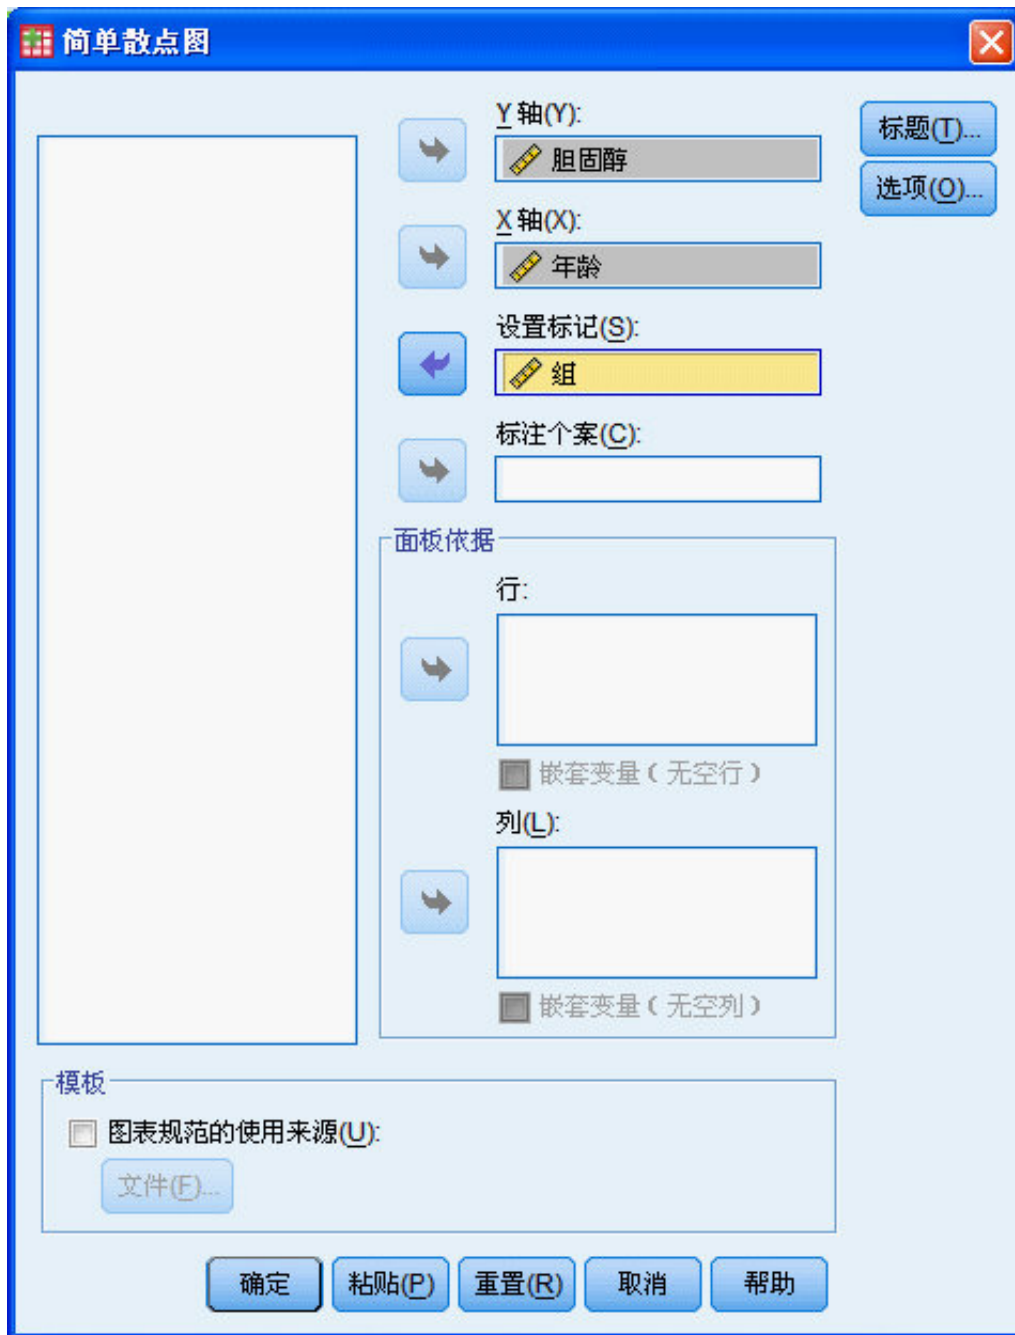 简单散点图
Y 轴(Y):
胆固醇
标题(T)...
选项(O)...
X 轴(X):
年龄
设置标记(S):
组
标注个案(C):
面板依据
行:
嵌套变量（无空行）
列(L):
嵌套变量（无空列）
模板
图表规范的使用来源(U):
文件(F)...
确定 粘贴(P) 重置(R) 取消 帮助